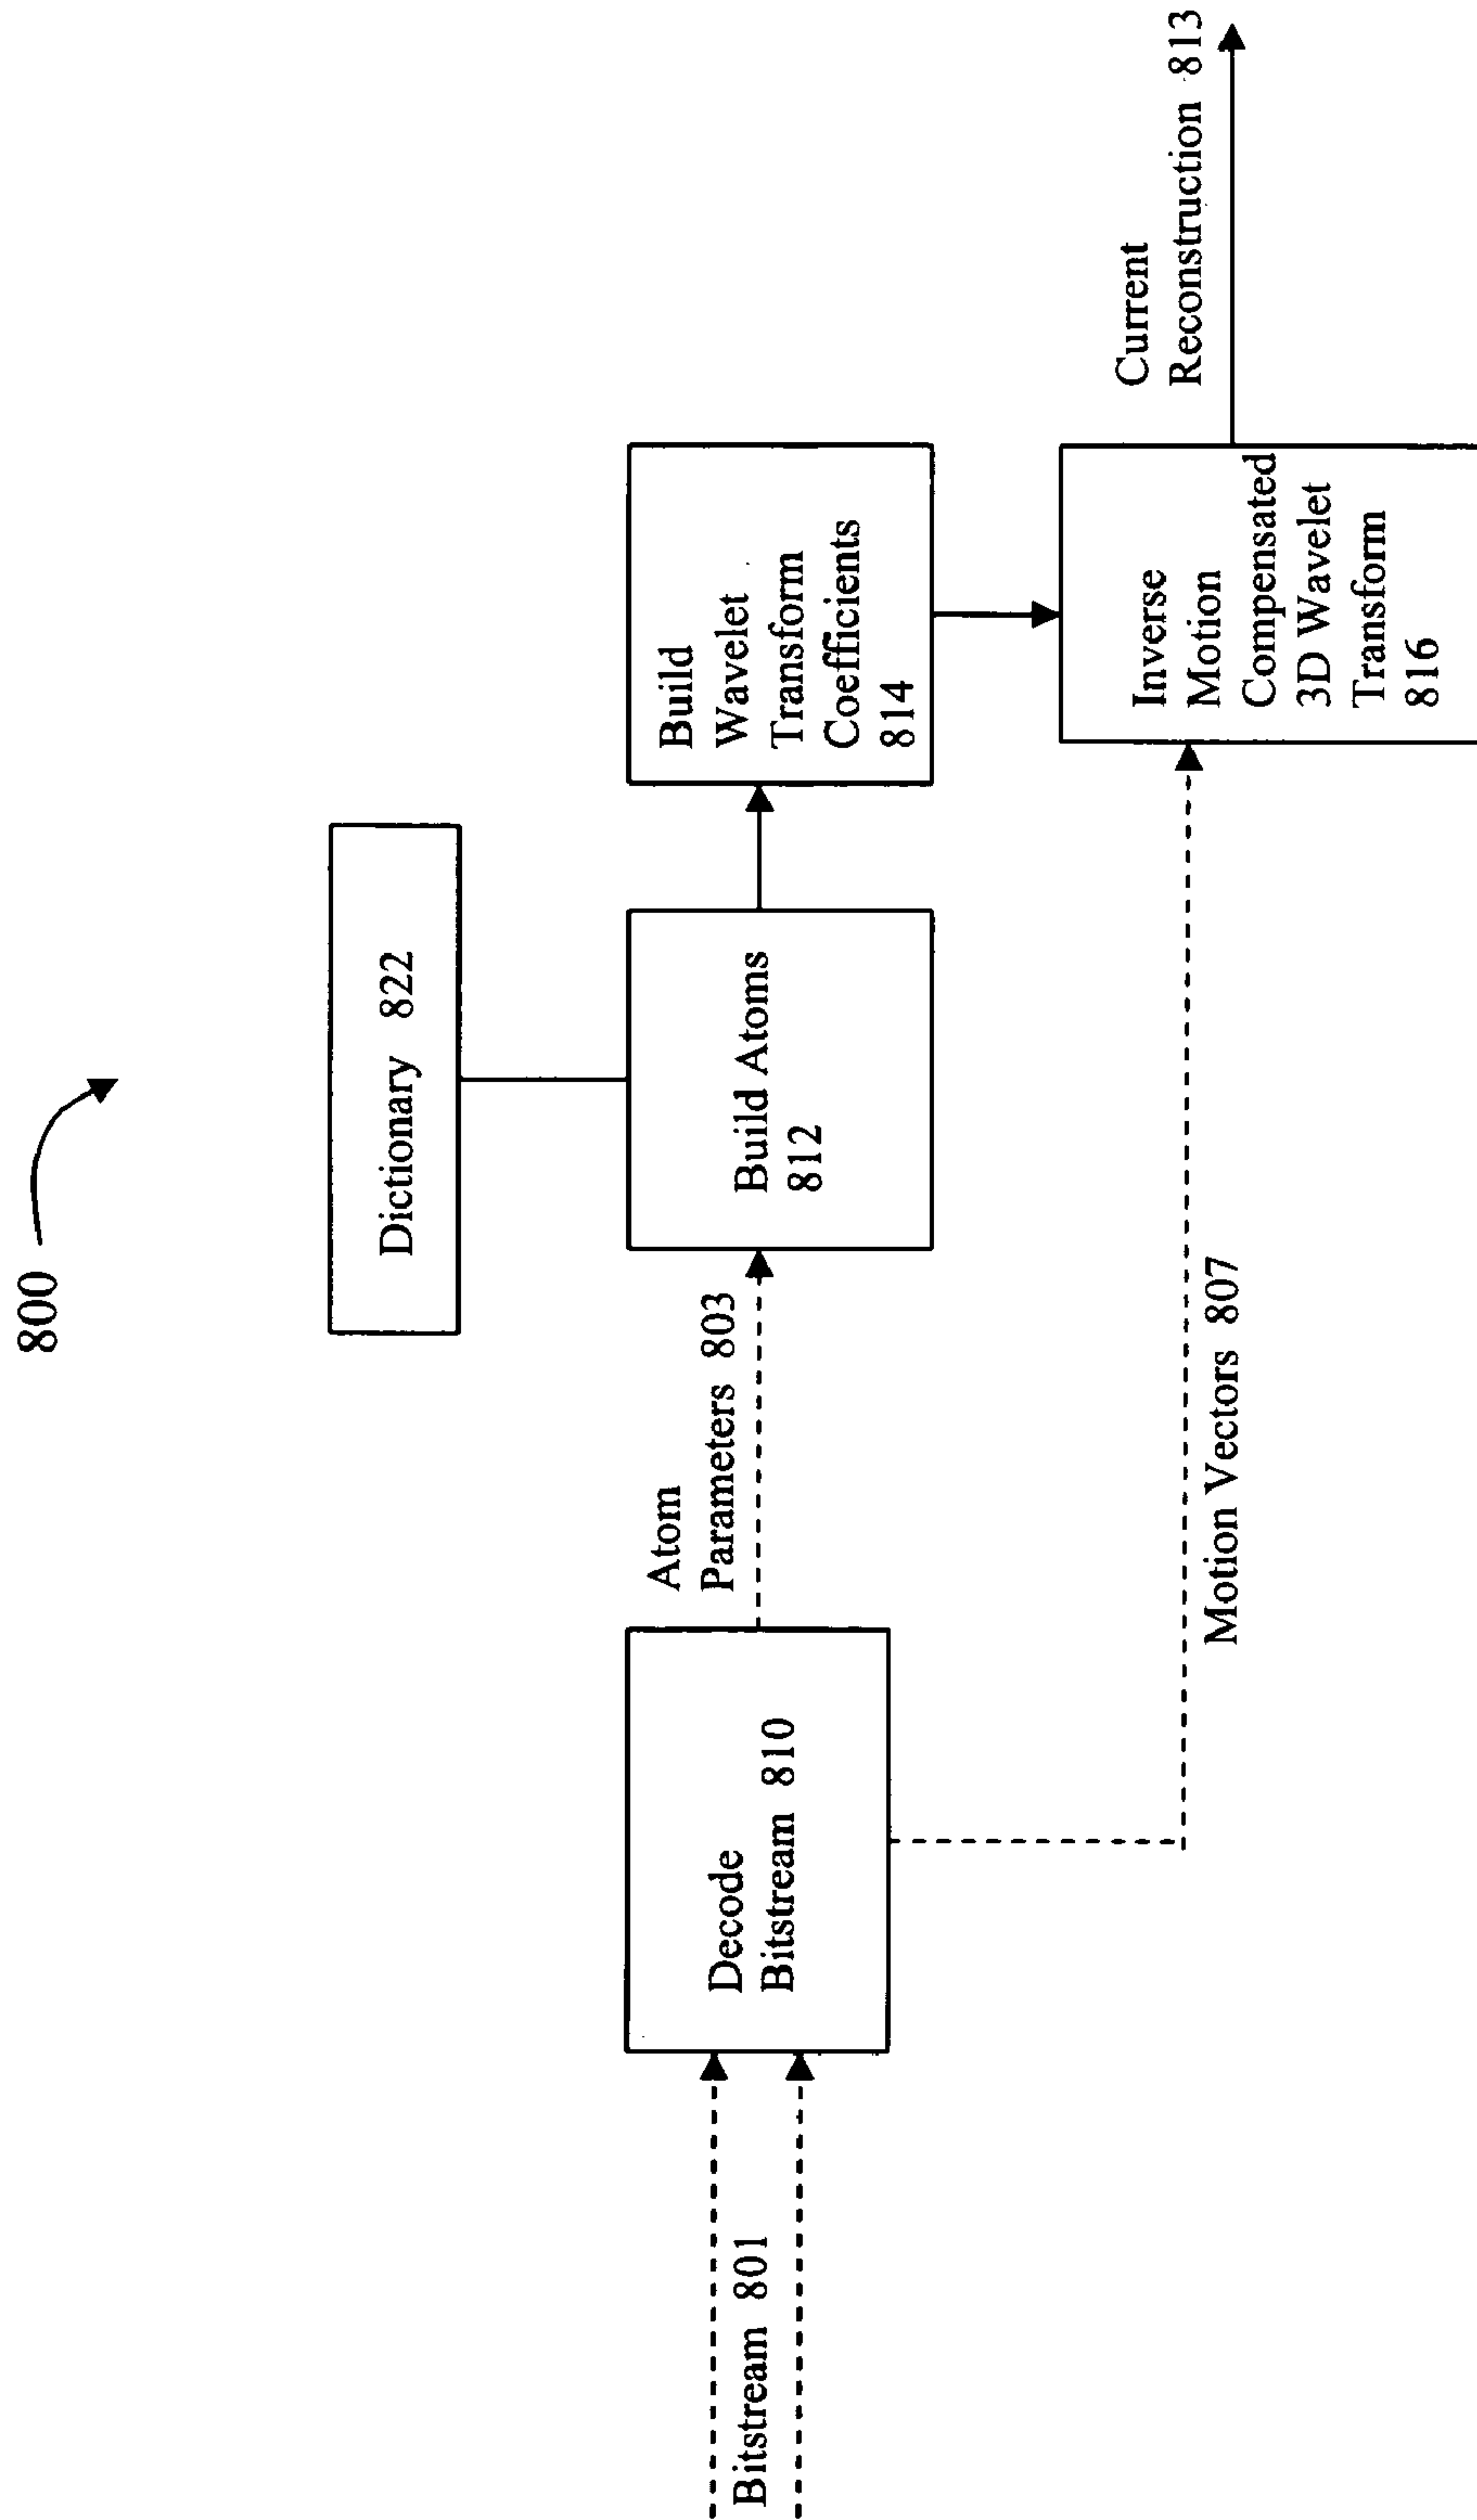 800
Dictionary 822
Bitstream 801
Decode
Bitstream 810
Atom
Parameters 803
Build Atoms
812
Build
Wavelet
Transform
Coefficients
814
Motion Vectors 807
Inverse
Motion
Compensated
3D Wavelet
Transform
816
Current
Reconstruction 813